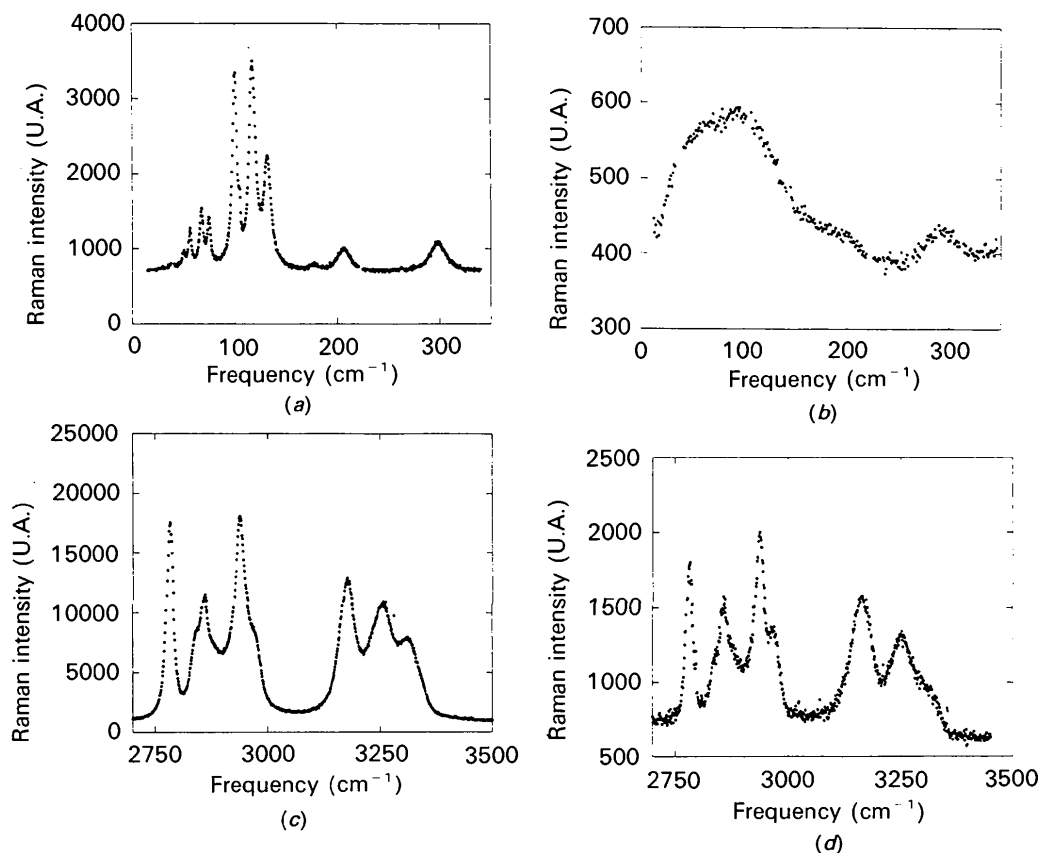 4000
3000
2000
1000
0
0 100 200 300
Raman intensity (U.A.)
Frequency (cm⁻¹)
(a)
700
600
500
400
300
0 100 200 300
Raman intensity (U.A.)
Frequency (cm⁻¹)
(b)
25000
20000
15000
10000
5000
0
2750 3000 3250 3500
Raman intensity (U.A.)
Frequency (cm⁻¹)
(c)
2500
2000
1500
1000
500
2750 3000 3250 3500
Raman intensity (U.A.)
Frequency (cm⁻¹)
(d)